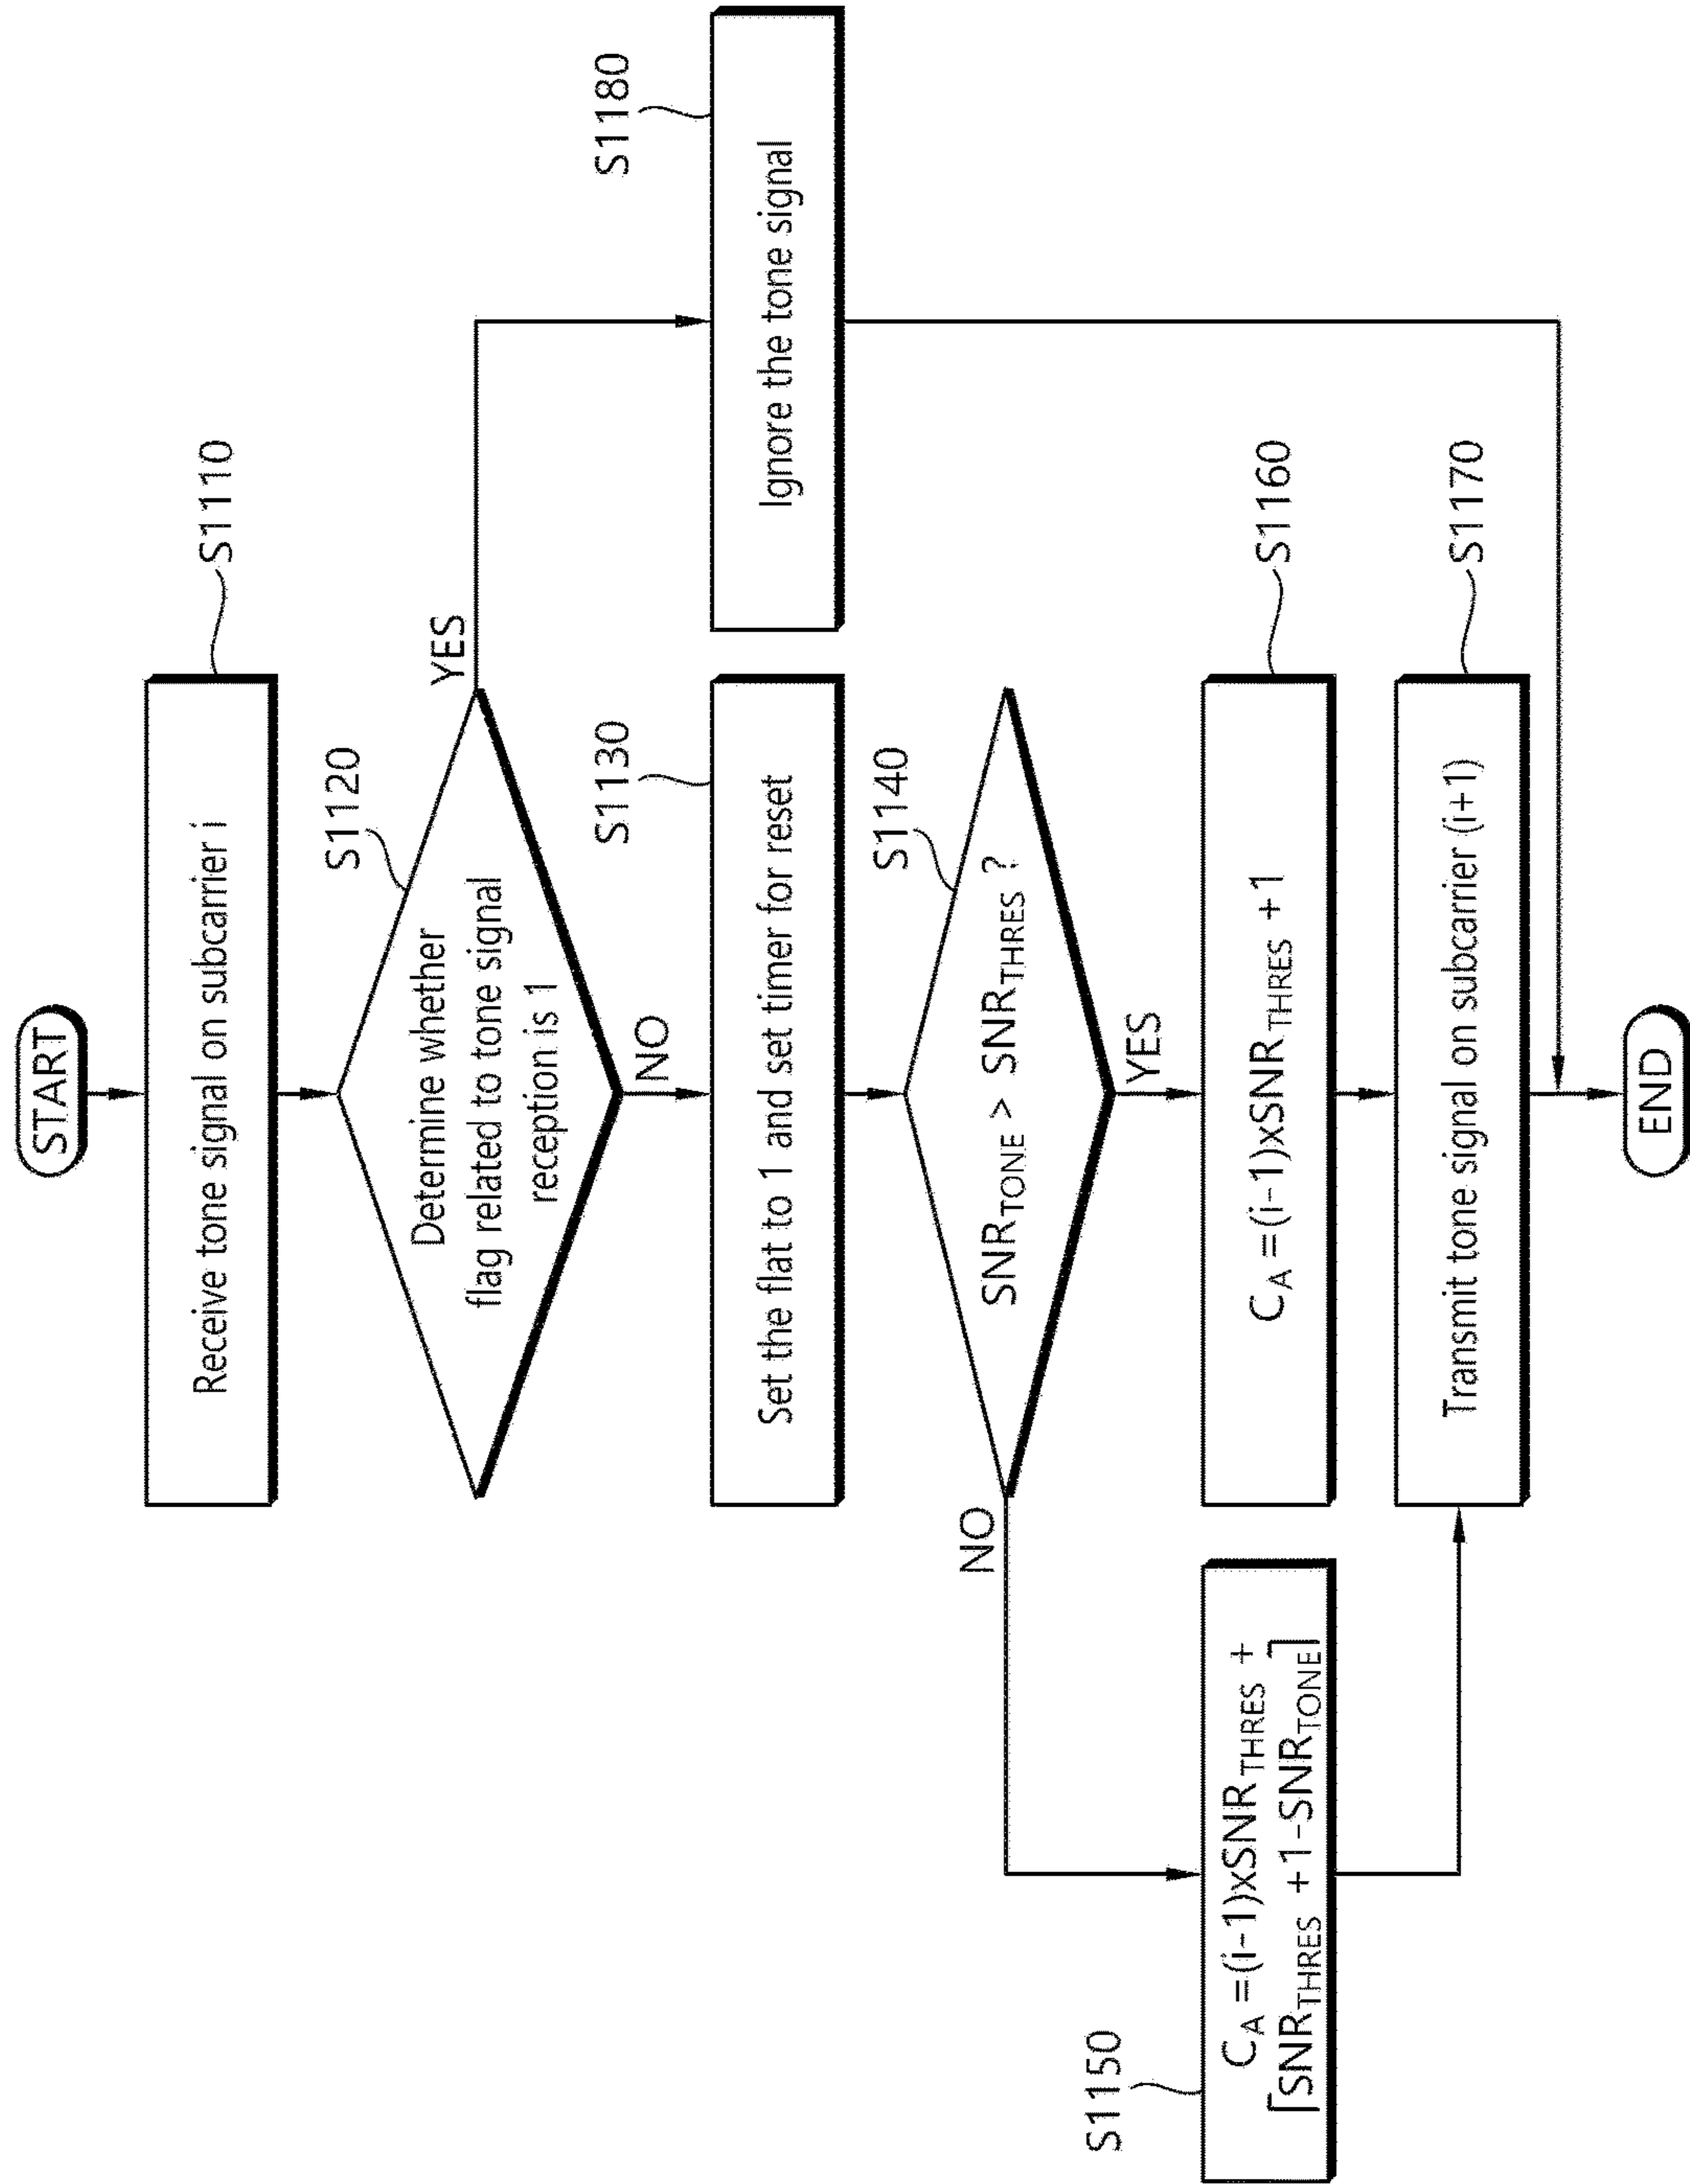 START
Receive tone signal on subcarrier i
S1110
Determine whether
flag related to tone signal
reception is 1
S1120
YES
NO
Set the flat to 1 and set timer for reset
S1130
Ignore the tone signal
S1180
SNR_TONE > SNR_THRES ?
S1140
NO
YES
S1150
C_A =(i-1)xSNR_THRES +
⌈SNR_THRES +1-SNR_TONE⌉
C_A =(i-1)xSNR_THRES +1
S1160
Transmit tone signal on subcarrier (i+1)
S1170
END